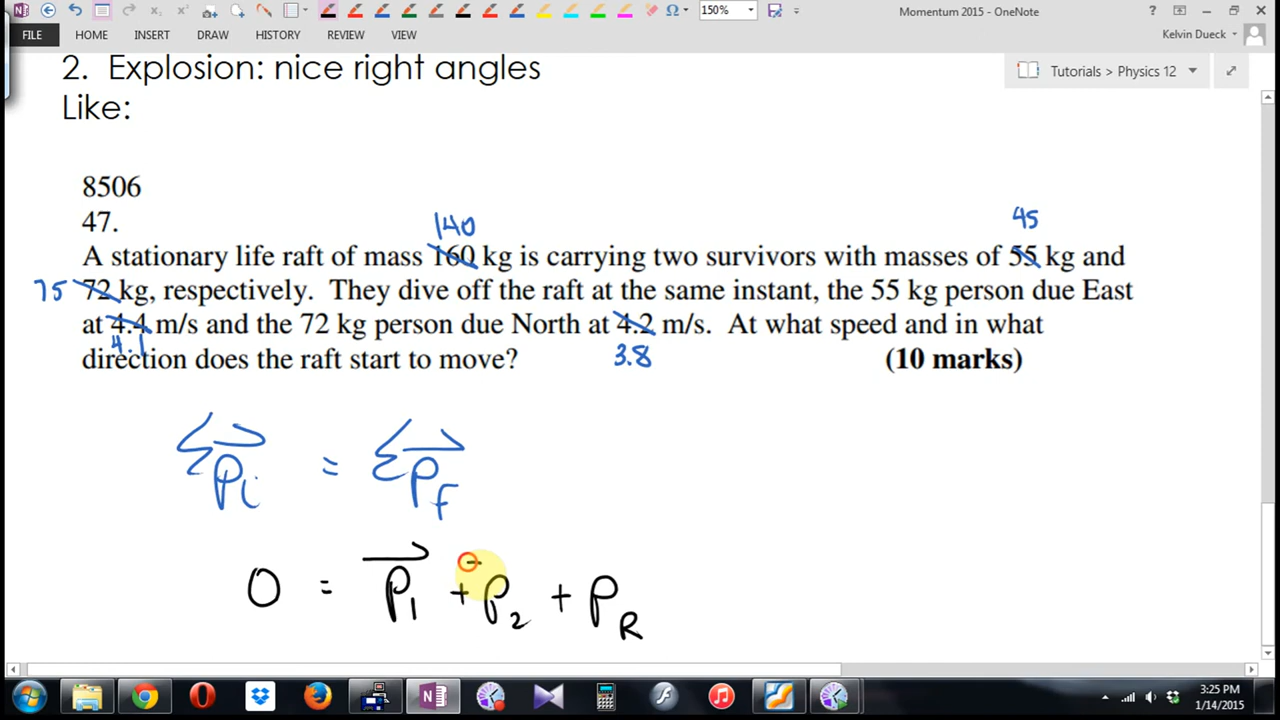 150%
Momentum 2015 - OneNote
FILE HOME INSERT DRAW HISTORY REVIEW VIEW
Kelvin Dueck
Tutorials > Physics 12
2. Explosion: nice right angles
Like:
8506
47.
140 45
A stationary life raft of mass 160 kg is carrying two survivors with masses of 55 kg and
75 72 kg, respectively. They dive off the raft at the same instant, the 55 kg person due East
at 4.4 m/s and the 72 kg person due North at 4.2 m/s. At what speed and in what
4.1 3.8
direction does the raft start to move? (10 marks)
Σpi = Σpf
0 = p1 + p2 + pR
3:25 PM
1/14/2015